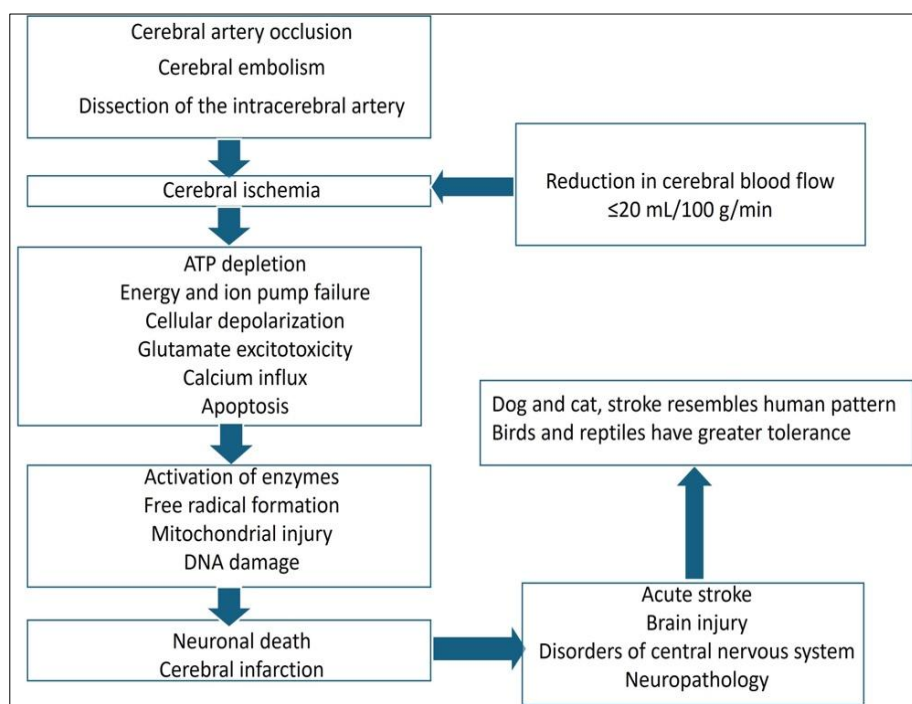 Cerebral artery occlusion
Cerebral embolism
Dissection of the intracerebral artery
Cerebral ischemia
Reduction in cerebral blood flow
≤20 mL/100 g/min
ATP depletion
Energy and ion pump failure
Cellular depolarization
Glutamate excitotoxicity
Calcium influx
Apoptosis
Activation of enzymes
Free radical formation
Mitochondrial injury
DNA damage
Neuronal death
Cerebral infarction
Acute stroke
Brain injury
Disorders of central nervous system
Neuropathology
Dog and cat, stroke resembles human pattern
Birds and reptiles have greater tolerance